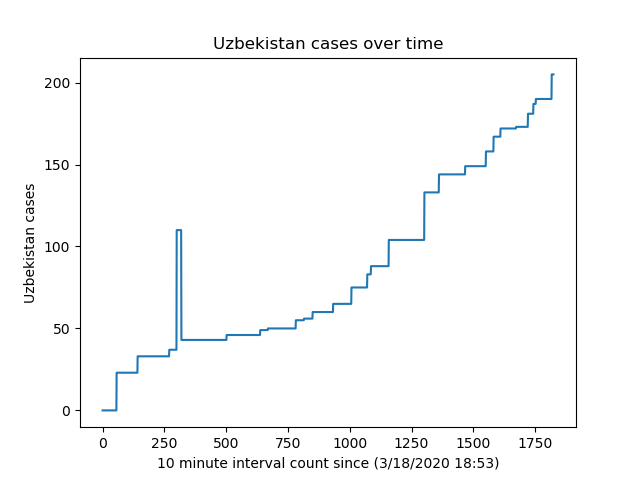 Uzbekistan cases over time
200
150
100
50
0
Uzbekistan cases
0 250 500 750 1000 1250 1500 1750
10 minute interval count since (3/18/2020 18:53)